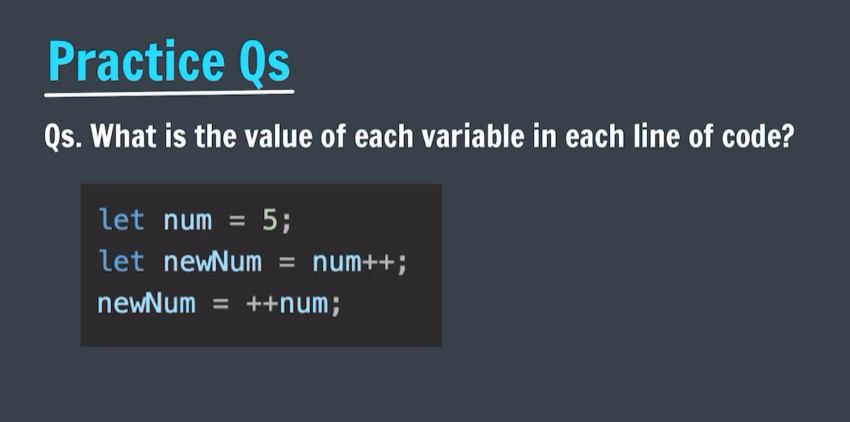 Practice Qs
Qs. What is the value of each variable in each line of code?
let num = 5;
let newNum = num++;
newNum = ++num;